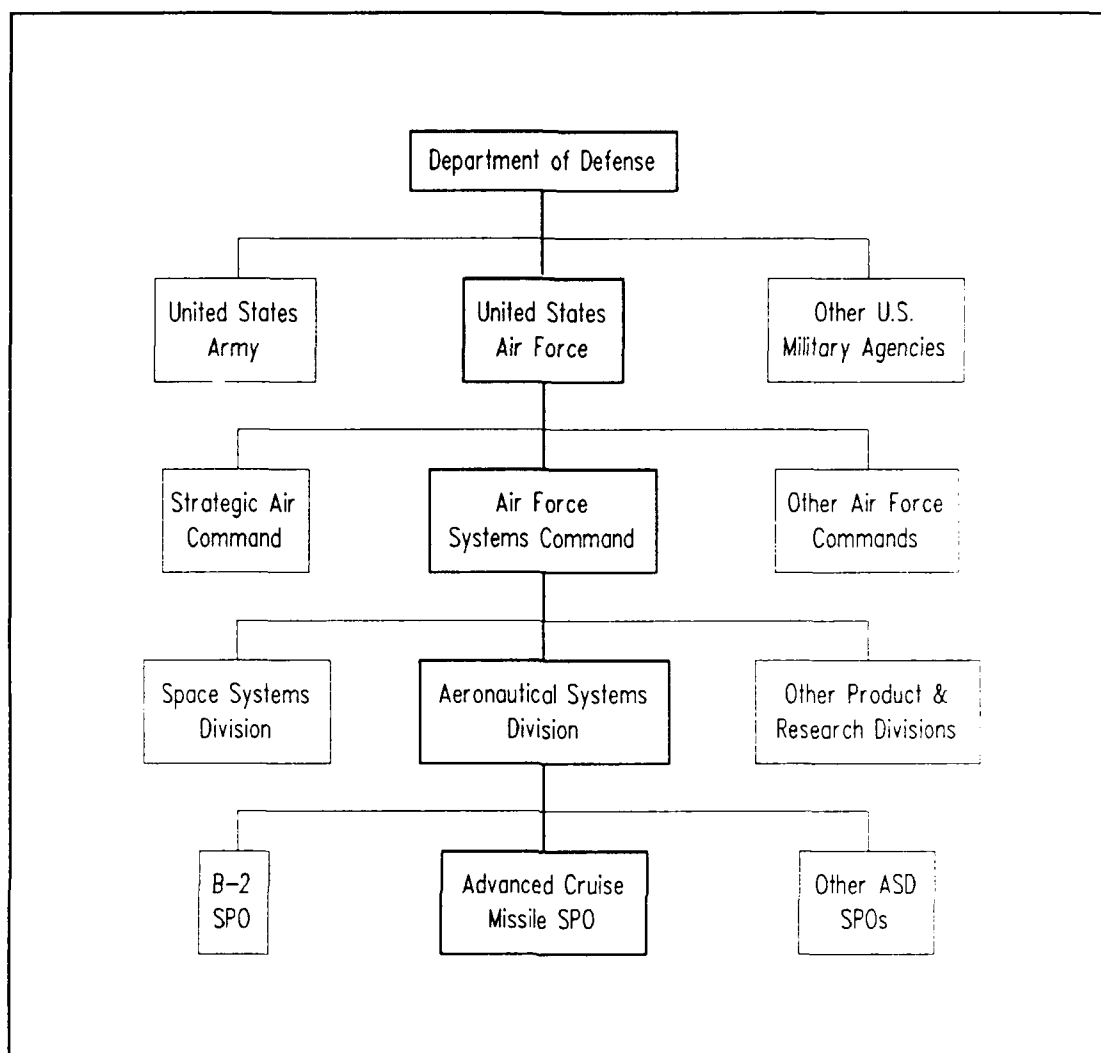 Department of Defense
United States
Army
United States
Air Force
Other U.S.
Military Agencies
Strategic Air
Command
Air Force
Systems Command
Other Air Force
Commands
Space Systems
Division
Aeronautical Systems
Division
Other Product &
Research Divisions
B-2
SPO
Advanced Cruise
Missile SPO
Other ASD
SPOs